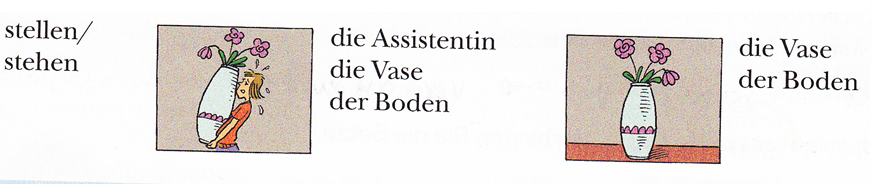 stellen/
stehen
die Assistentin
die Vase
der Boden
die Vase
der Boden